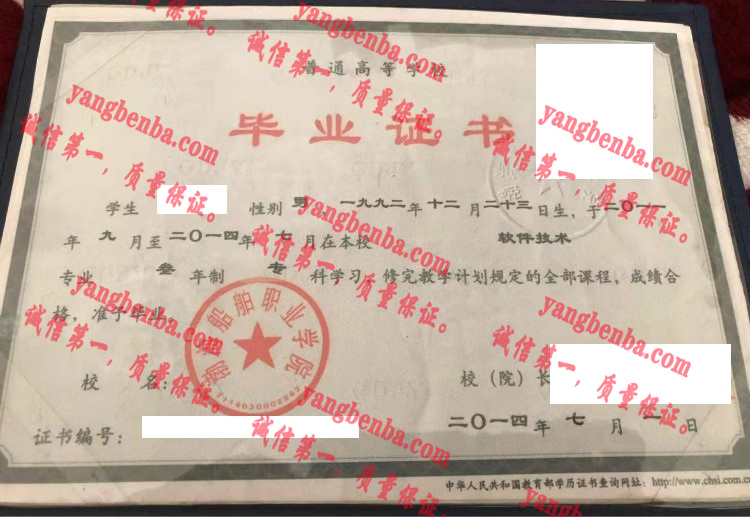 普通高等学校
毕业证书
学生 性别 男，一九九二年十二月二十三日生，于二〇一一
年九月至二〇一四年七月在本校 软件技术
专业 叁年制 专科学习，修完教学计划规定的全部课程，成绩合
格，准予毕业。
渤海船舶职业学院
2114030002862
校 名： 校（院）长
二〇一四年七月一日
证书编号：
中华人民共和国教育部学历证书查询网址：http://www.chsi.com.cn
yangbenba.com
诚信第一，质量保证。